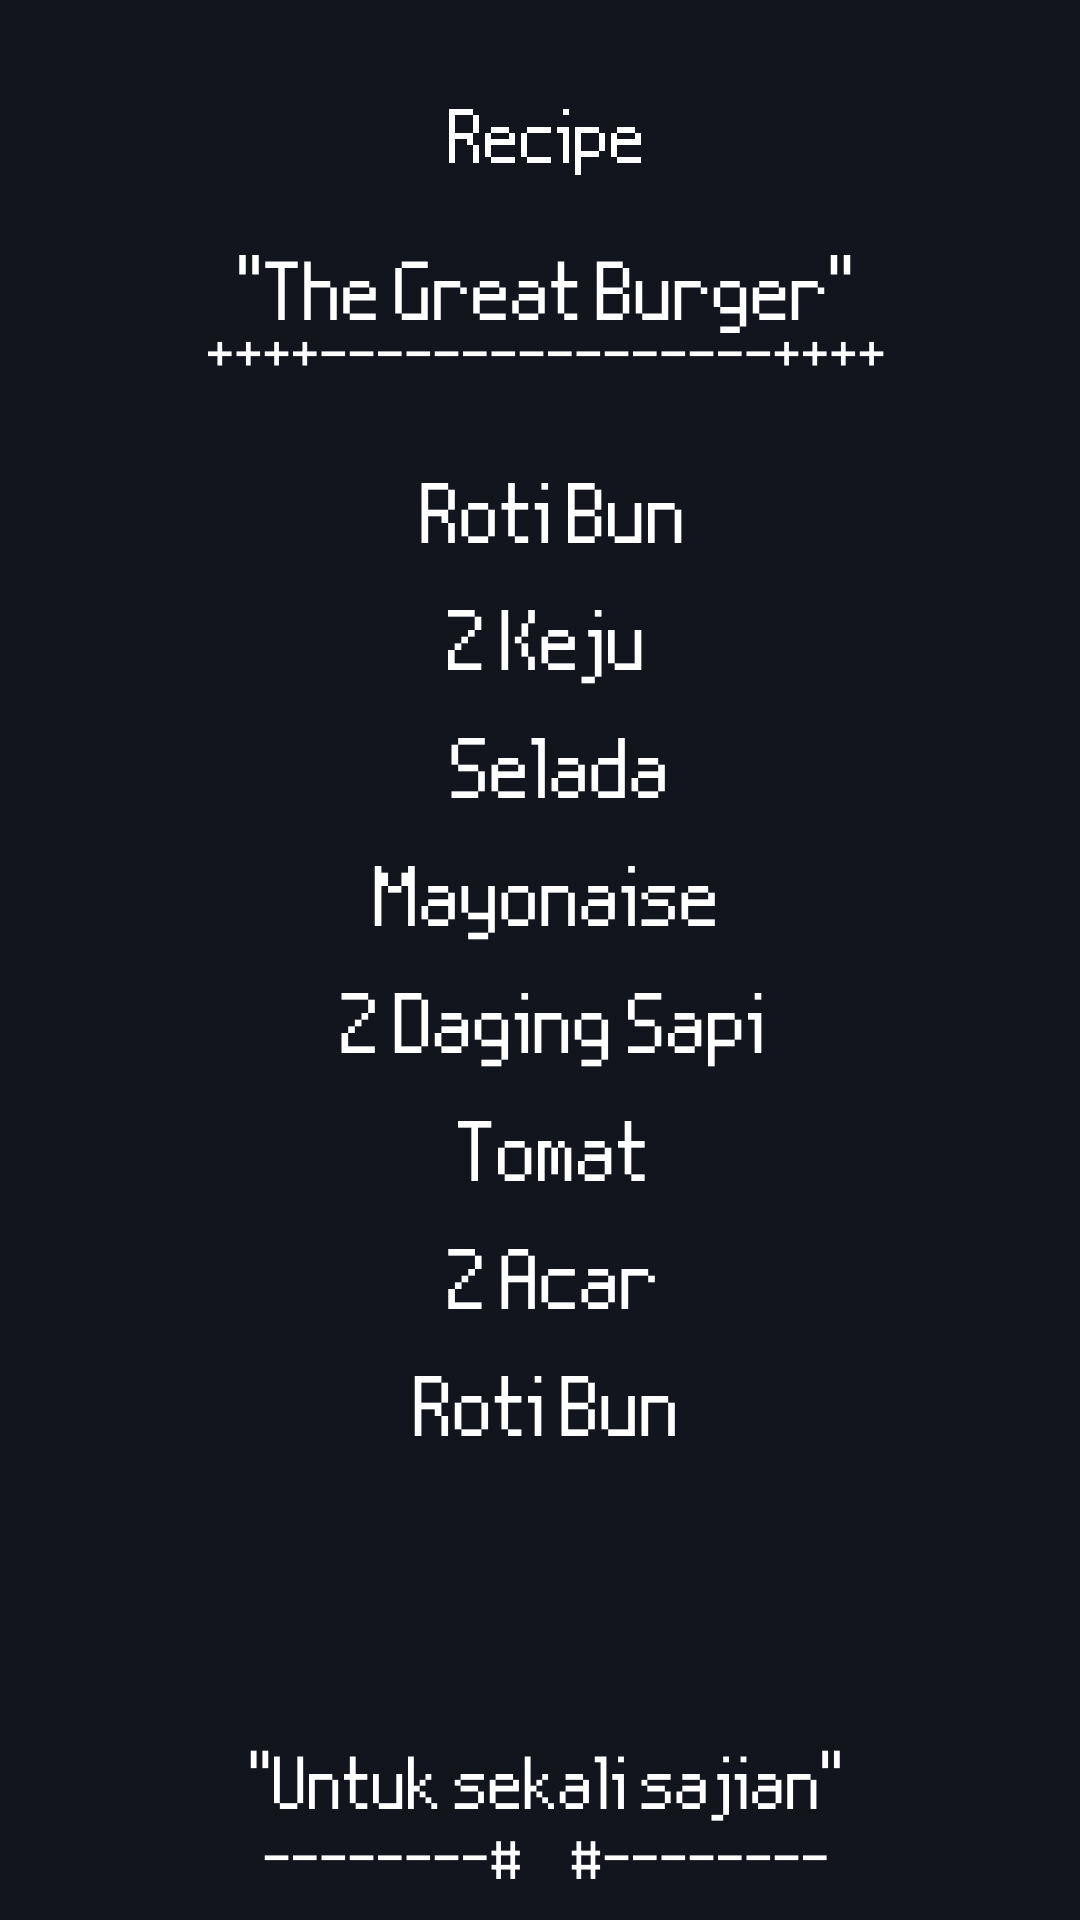 Recipe
"The Great Burger"
++++----------------++++
Roti Bun
2 Keju
Selada
Mayonaise
2 Daging Sapi
Tomat
2 Acar
Roti Bun
"Untuk sekali sajian"
--------#  #--------